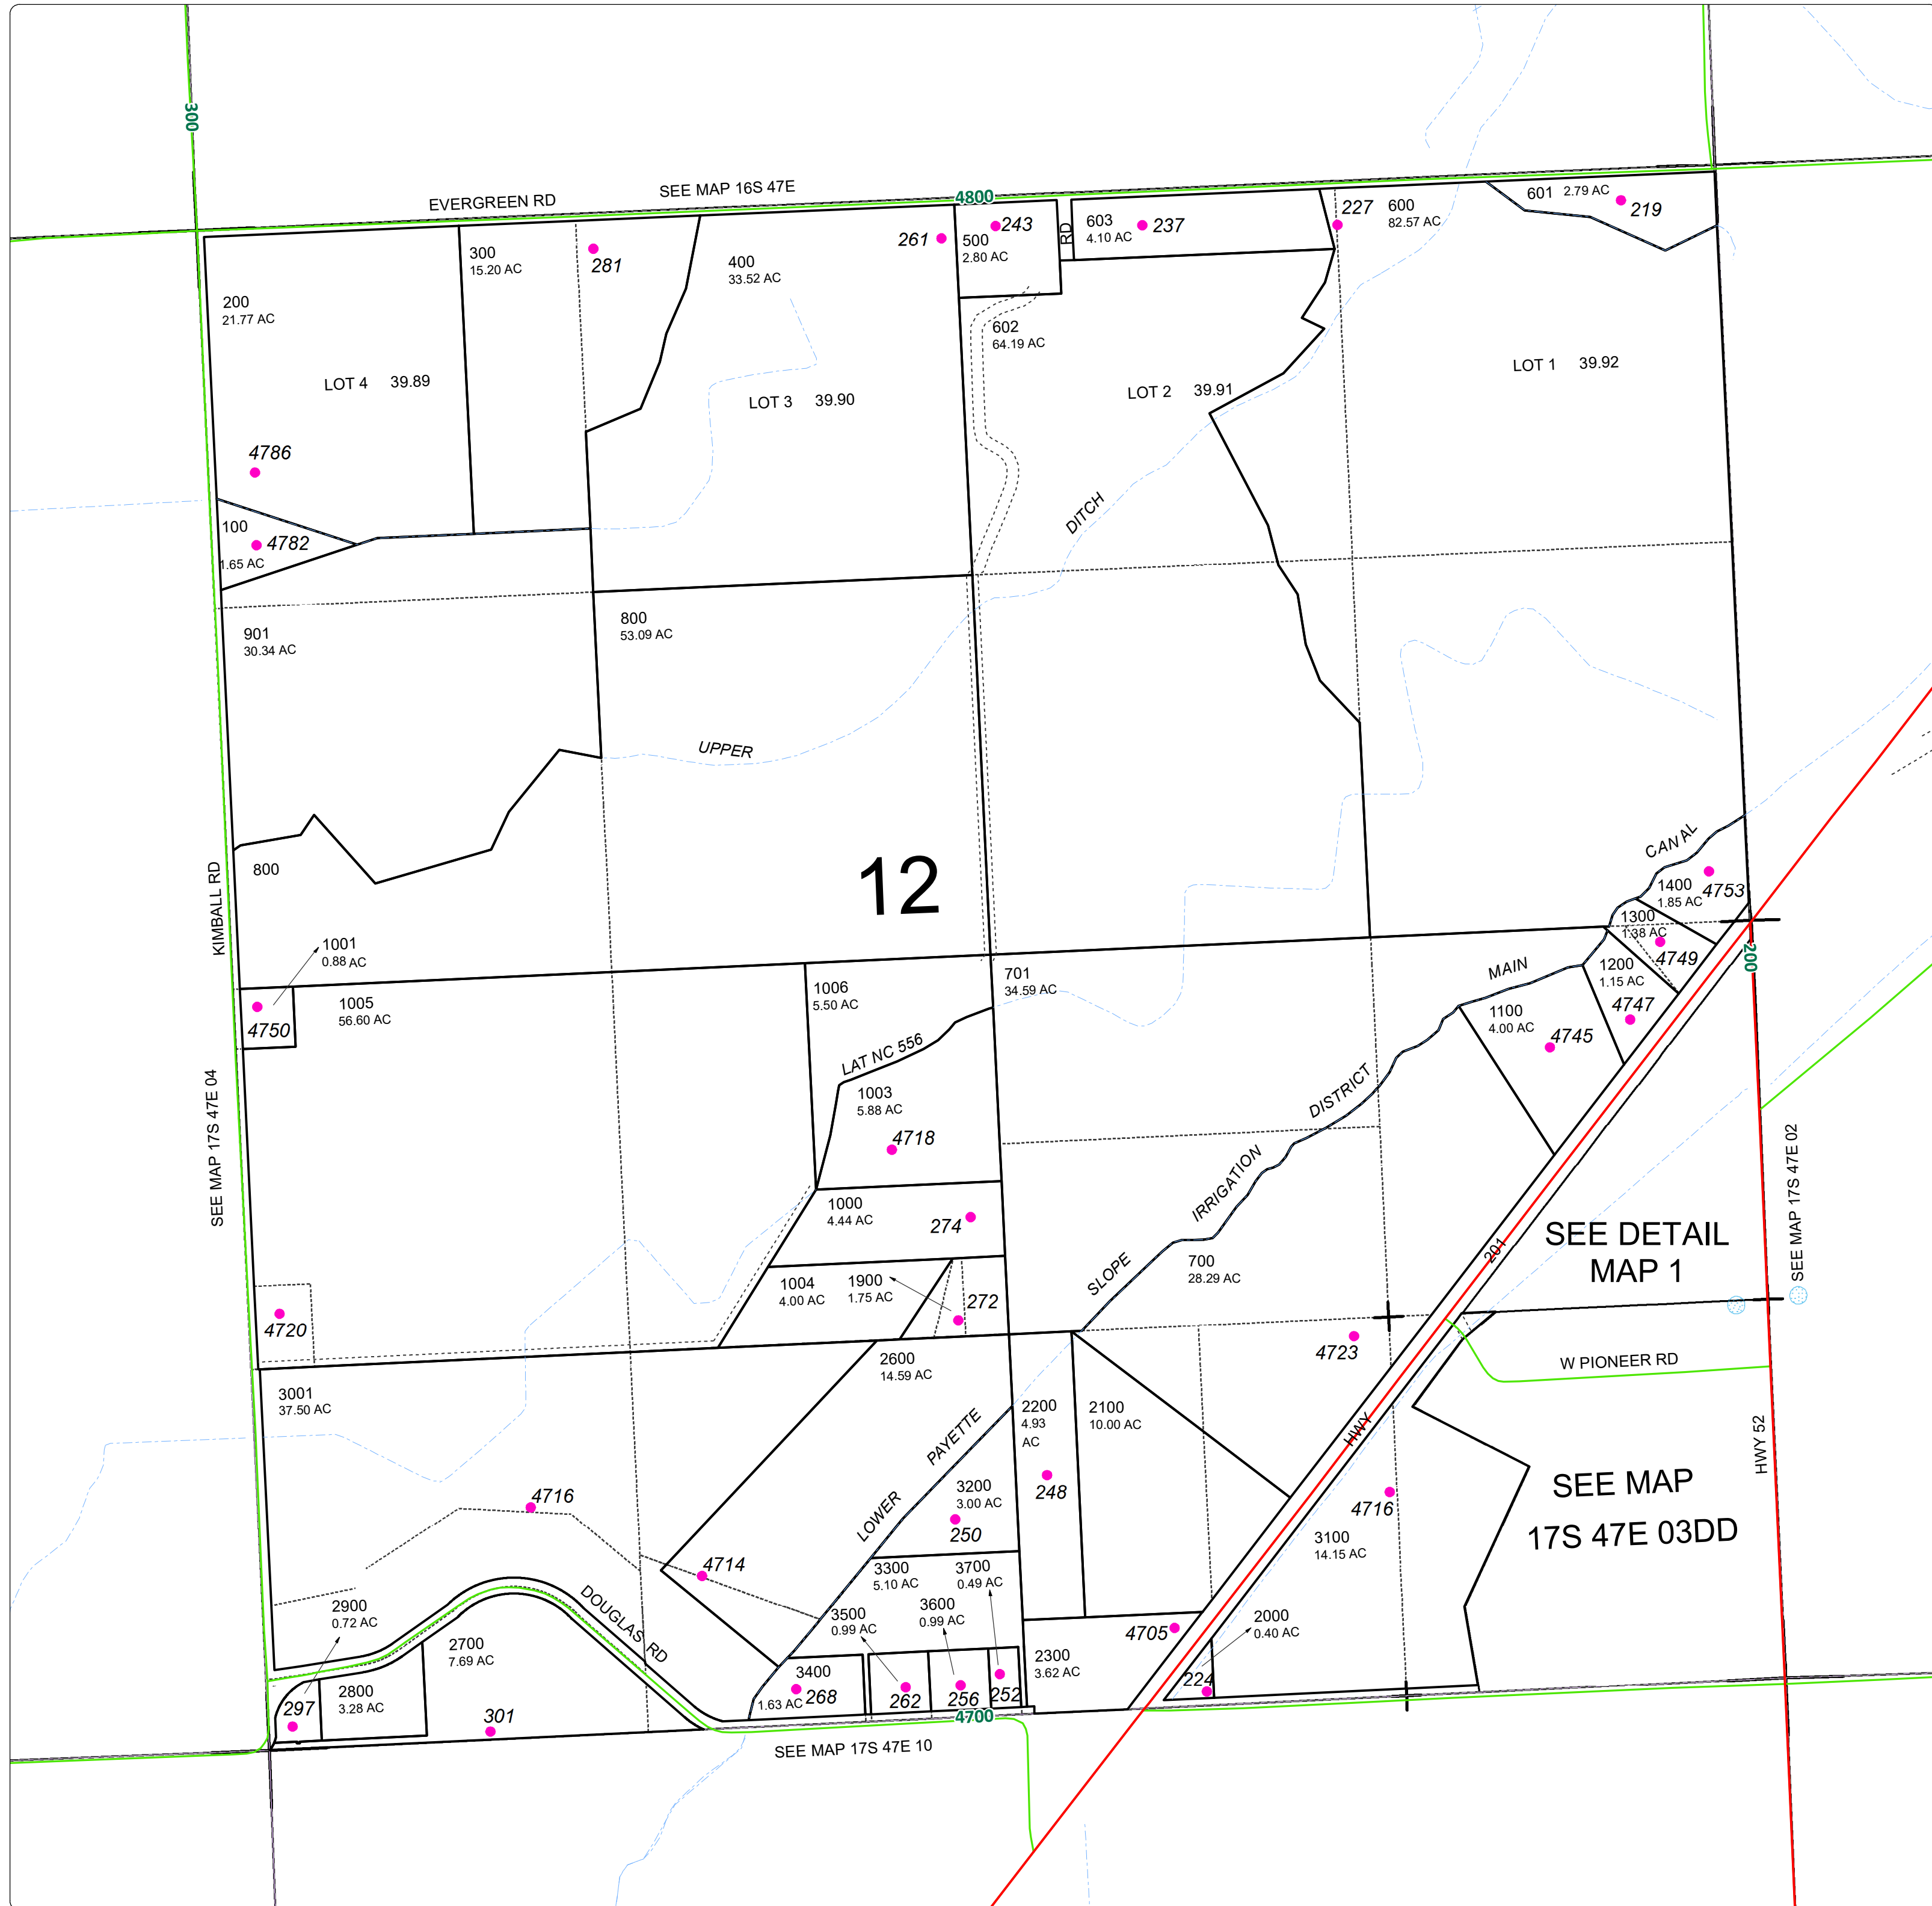 300
EVERGREEN RD
SEE MAP 16S 47E
4800
200
21.77 AC
300
15.20 AC
281
400
33.52 AC
261
500
2.80 AC
243
RD
603
4.10 AC
237
227
600
82.57 AC
601 2.79 AC
219
602
64.19 AC
LOT 4 39.89
LOT 3 39.90
LOT 2 39.91
LOT 1 39.92
4786
100
4782
1.65 AC
DITCH
901
30.34 AC
800
53.09 AC
UPPER
800
12
KIMBALL RD
CANAL
1400
1.85 AC
4753
1300
1.38 AC
4749
200
1001
0.88 AC
4750
1005
56.60 AC
1006
5.50 AC
701
34.59 AC
MAIN
1200
1.15 AC
4747
1100
4.00 AC
4745
LAT NC 556
1003
5.88 AC
4718
DISTRICT
SEE MAP 17S 47E 04
IRRIGATION
SEE MAP 17S 47E 02
1000
4.44 AC
274
SLOPE
700
28.29 AC
201
SEE DETAIL
MAP 1
1004
4.00 AC
1900
1.75 AC
272
4720
4723
W PIONEER RD
3001
37.50 AC
2600
14.59 AC
2200
4.93
AC
2100
10.00 AC
HWY
HWY 52
PAYETTE
LOWER
4716
3200
3.00 AC
250
248
4716
3100
14.15 AC
SEE MAP
17S 47E 03DD
4714
3300
5.10 AC
3700
0.49 AC
DOUGLAS RD
2900
0.72 AC
3500
0.99 AC
3600
0.99 AC
2700
7.69 AC
4705
2000
0.40 AC
2300
3.62 AC
3400
1.63 AC
268
262
256
252
224
297
2800
3.28 AC
301
4700
SEE MAP 17S 47E 10